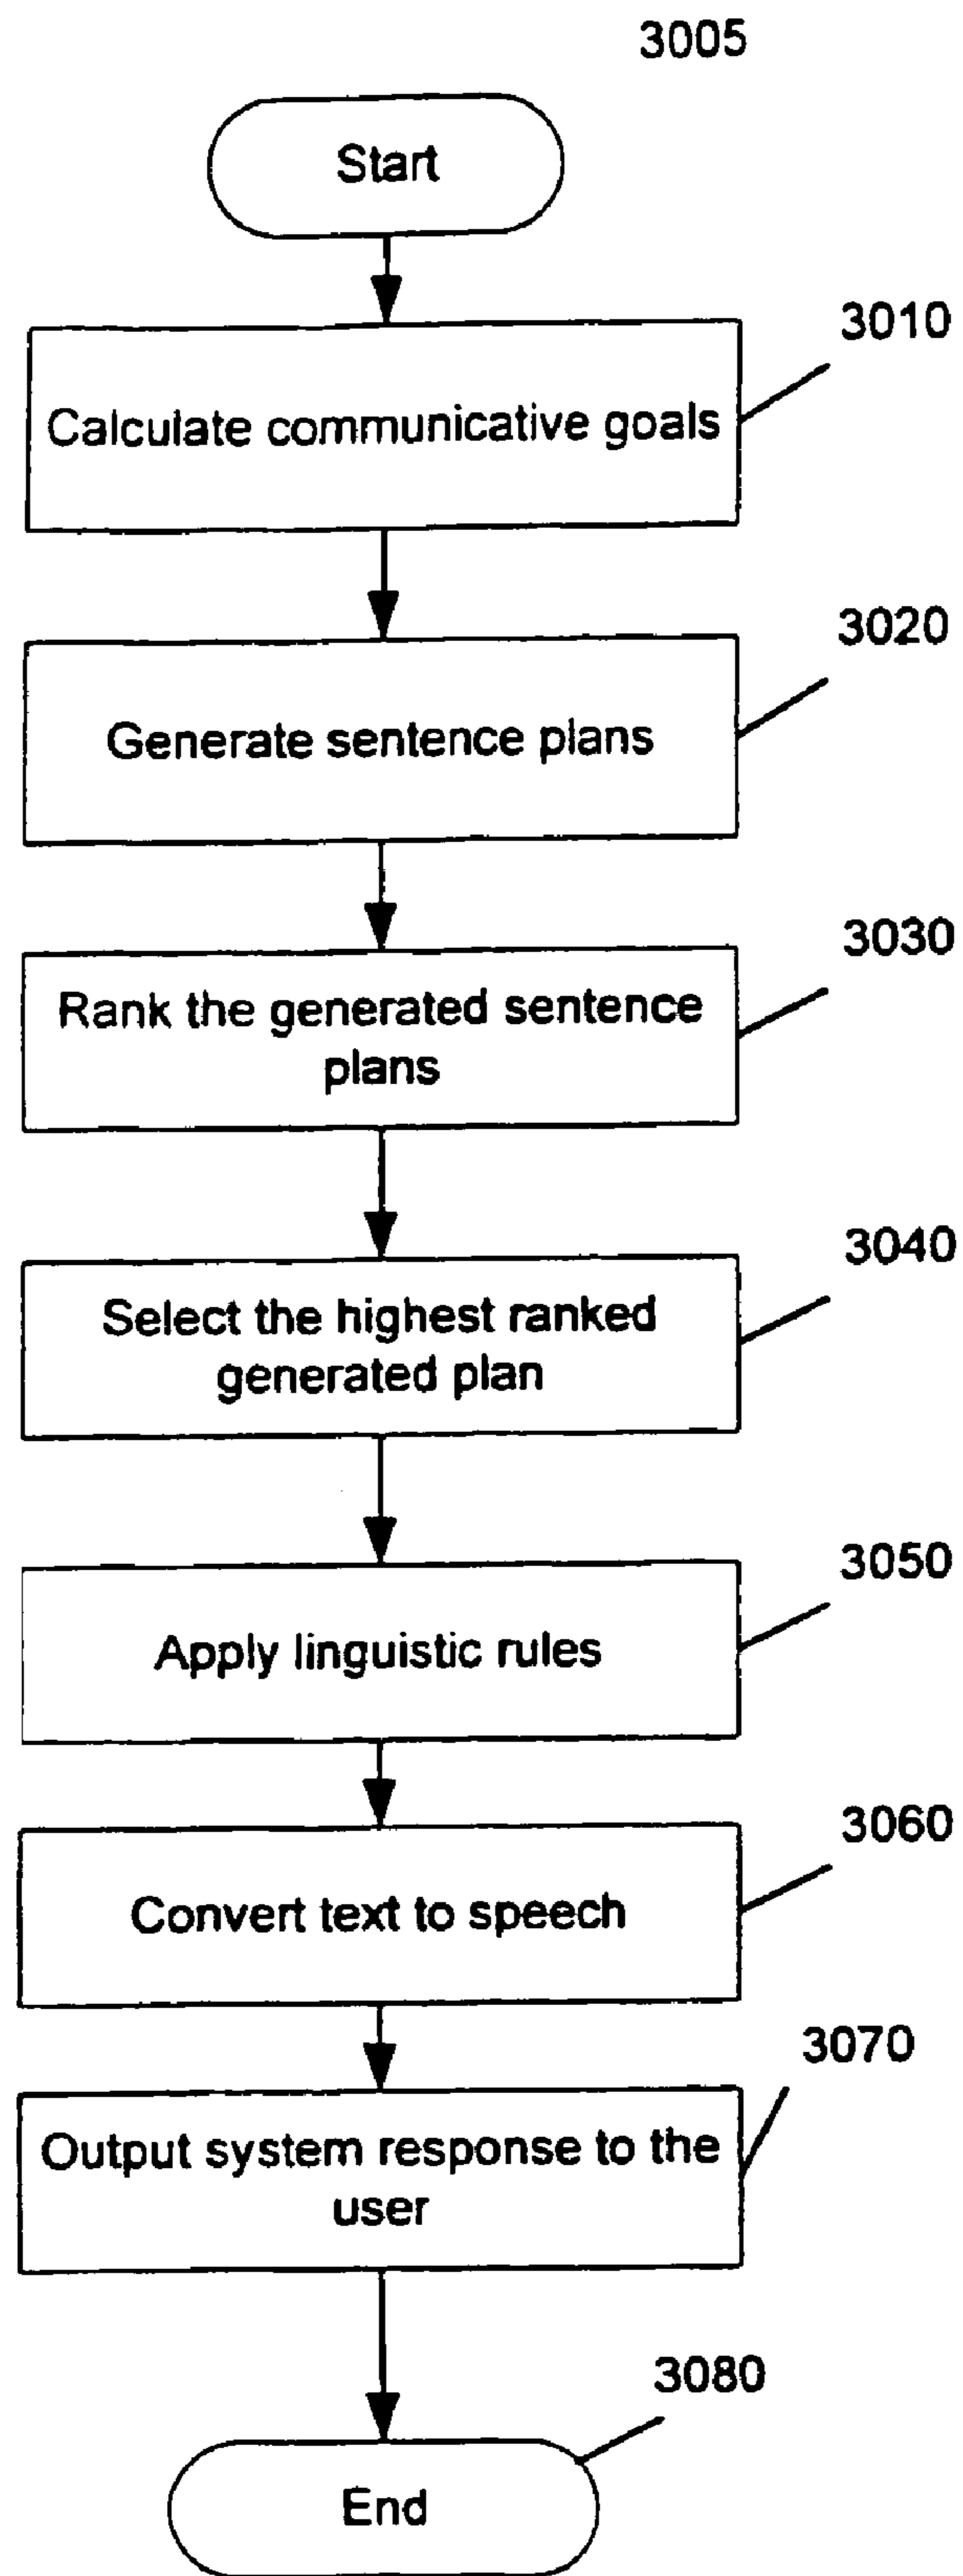 3005
Start
3010
Calculate communicative goals
3020
Generate sentence plans
3030
Rank the generated sentence
plans
3040
Select the highest ranked
generated plan
3050
Apply linguistic rules
3060
Convert text to speech
3070
Output system response to the
user
3080
End